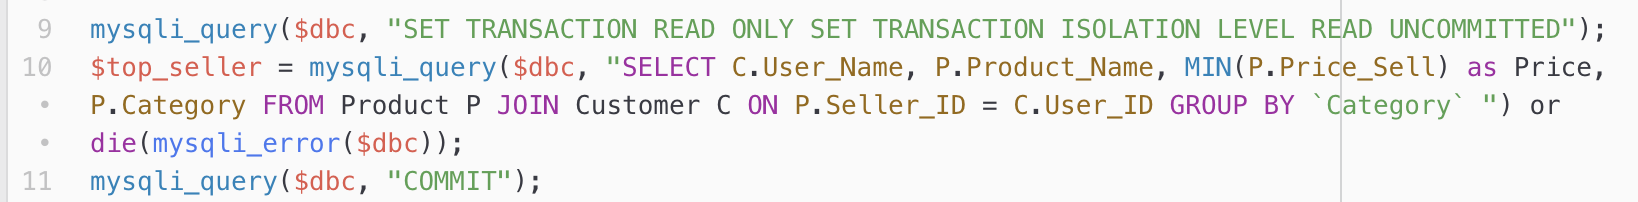 9 mysqli_query($dbc, "SET TRANSACTION READ ONLY SET TRANSACTION ISOLATION LEVEL READ UNCOMMITTED");
10 $top_seller = mysqli_query($dbc, "SELECT C.User_Name, P.Product_Name, MIN(P.Price_Sell) as Price,
• P.Category FROM Product P JOIN Customer C ON P.Seller_ID = C.User_ID GROUP BY `Category` ") or
• die(mysqli_error($dbc));
11 mysqli_query($dbc, "COMMIT");